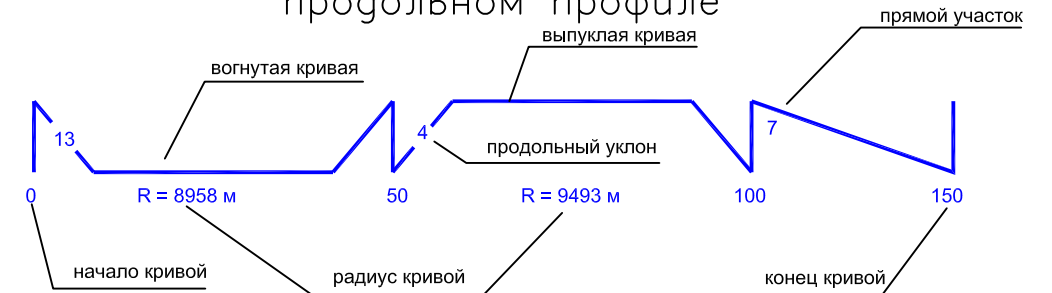 продольном профиле
прямой участок
выпуклая кривая
вогнутая кривая
13
4
7
продольный уклон
0
R = 8958 м
50
R = 9493 м
100
150
начало кривой
радиус кривой
конец кривой